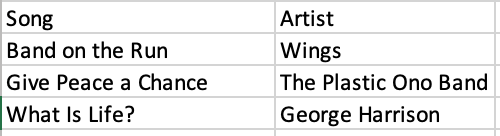 Song Artist
Band on the Run Wings
Give Peace a Chance The Plastic Ono Band
What Is Life? George Harrison